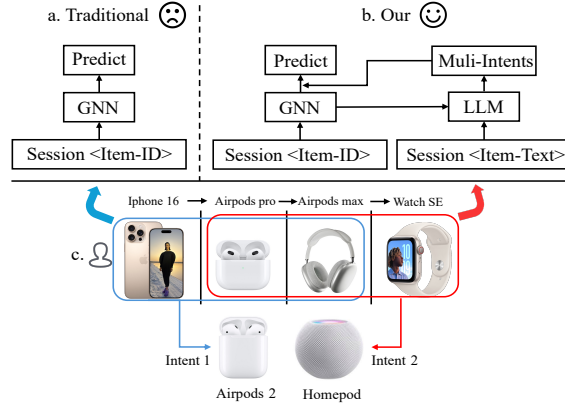 a. Traditional
b. Our
Predict
GNN
Session <Item-ID>
Predict
Muli-Intents
GNN
LLM
Session <Item-ID>
Session <Item-Text>
Iphone 16
Airpods pro
Airpods max
Watch SE
c.
Intent 1
Intent 2
Airpods 2
Homepod